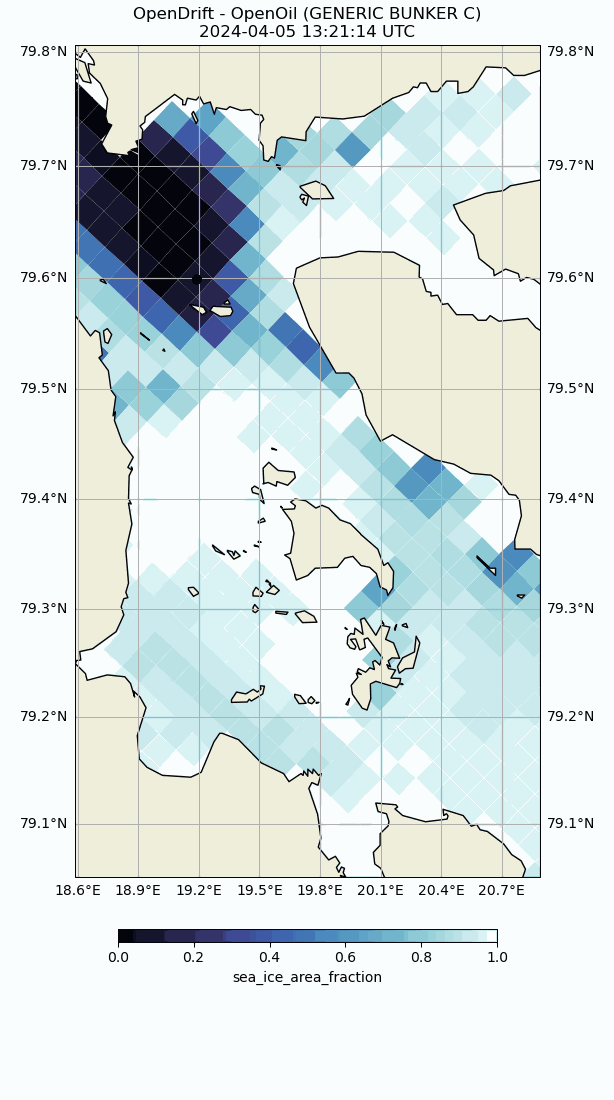 OpenDrift - OpenOil (GENERIC BUNKER C)
2024-04-05 13:21:14 UTC
79.8°N 79.8°N
79.7°N 79.7°N
79.6°N 79.6°N
79.5°N 79.5°N
79.4°N 79.4°N
79.3°N 79.3°N
79.2°N 79.2°N
79.1°N 79.1°N
18.6°E 18.9°E 19.2°E 19.5°E 19.8°E 20.1°E 20.4°E 20.7°E
0.0 0.2 0.4 0.6 0.8 1.0
sea_ice_area_fraction